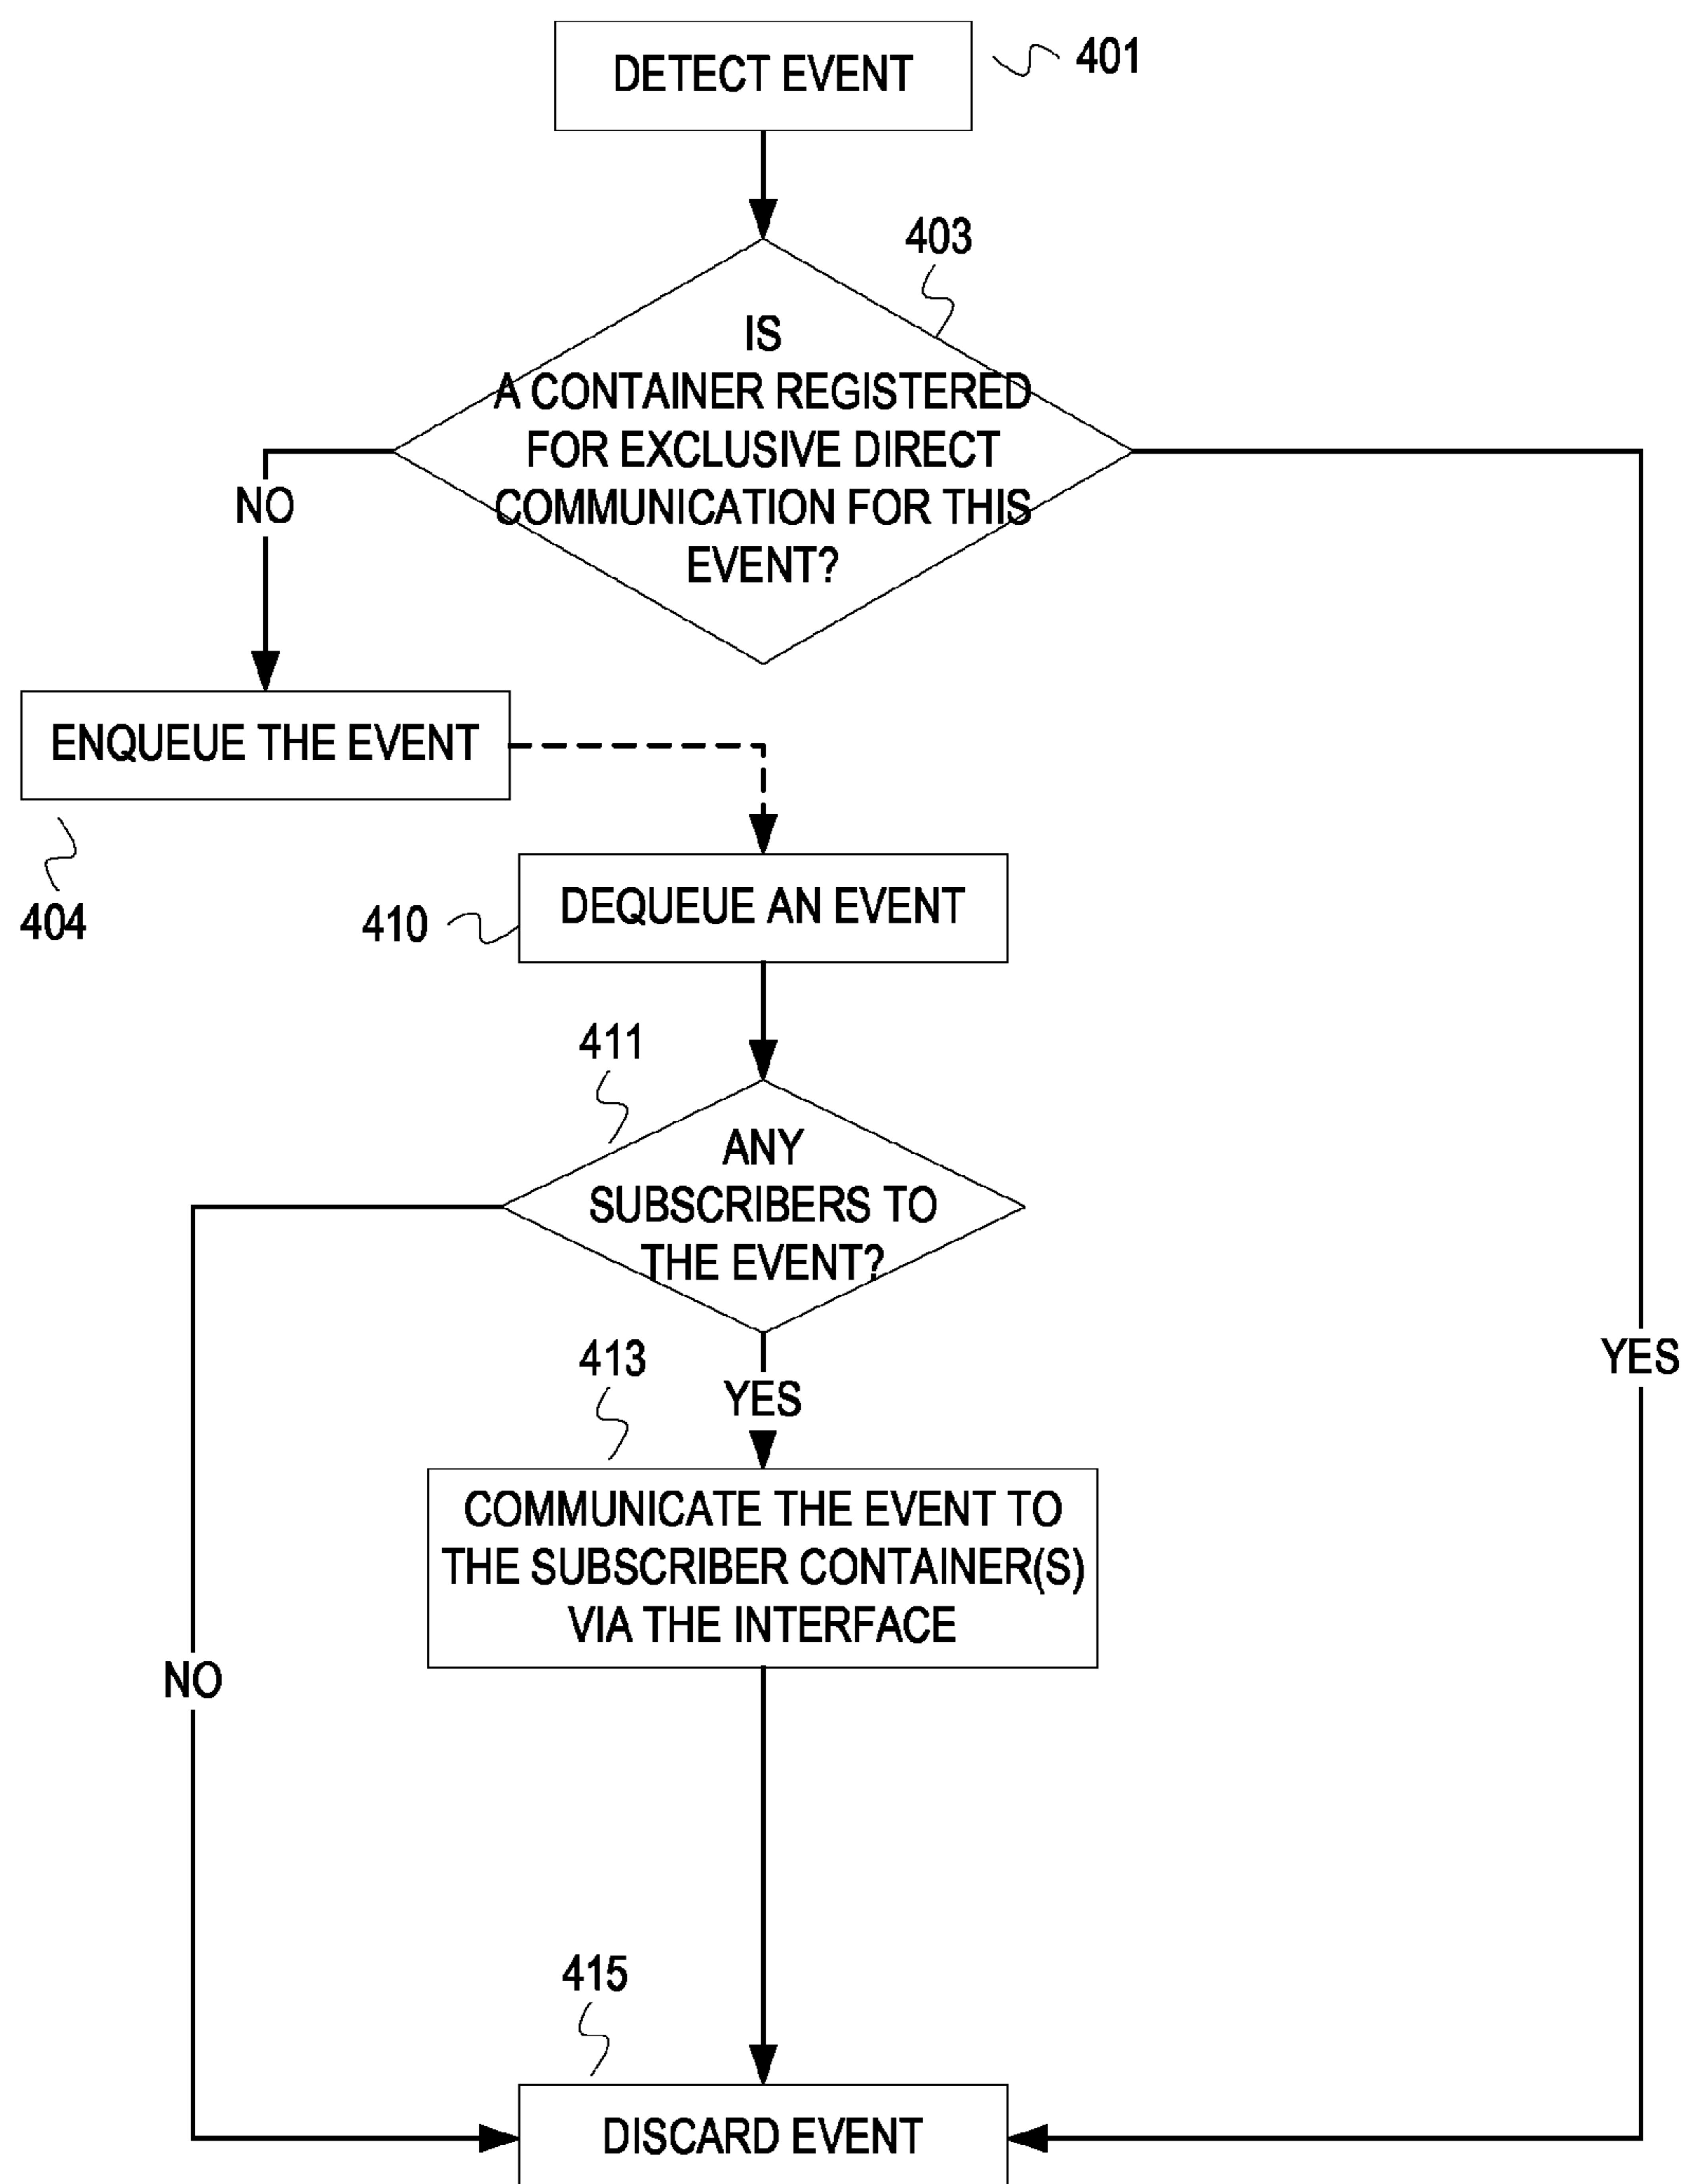 DETECT EVENT
401
403
IS
A CONTAINER REGISTERED
FOR EXCLUSIVE DIRECT
COMMUNICATION FOR THIS
EVENT?
NO
ENQUEUE THE EVENT
404
DEQUEUE AN EVENT
410
411
ANY
SUBSCRIBERS TO
THE EVENT?
YES
413
YES
COMMUNICATE THE EVENT TO
THE SUBSCRIBER CONTAINER(S)
VIA THE INTERFACE
NO
415
DISCARD EVENT